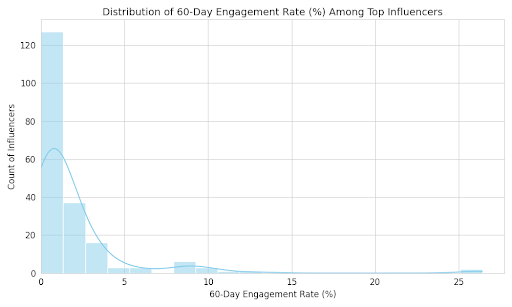 Distribution of 60-Day Engagement Rate (%) Among Top Influencers
Count of Influencers
120
100
80
60
40
20
0
0 5 10 15 20 25
60-Day Engagement Rate (%)